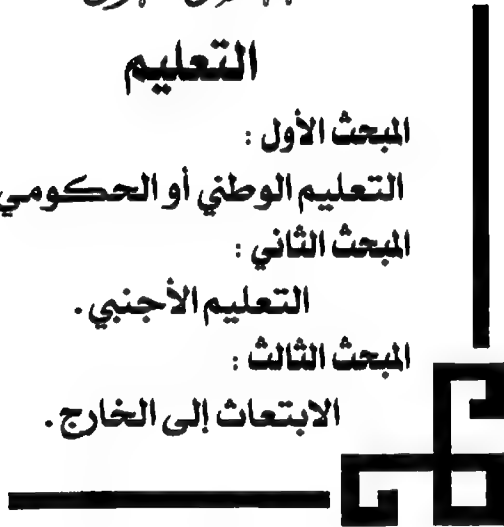 التعليم
المبحث الأول :
التعليم الوطني أو الحكومي
المبحث الثاني :
التعليم الأجنبي .
المبحث الثالث :
الابتعاث إلى الخارج .